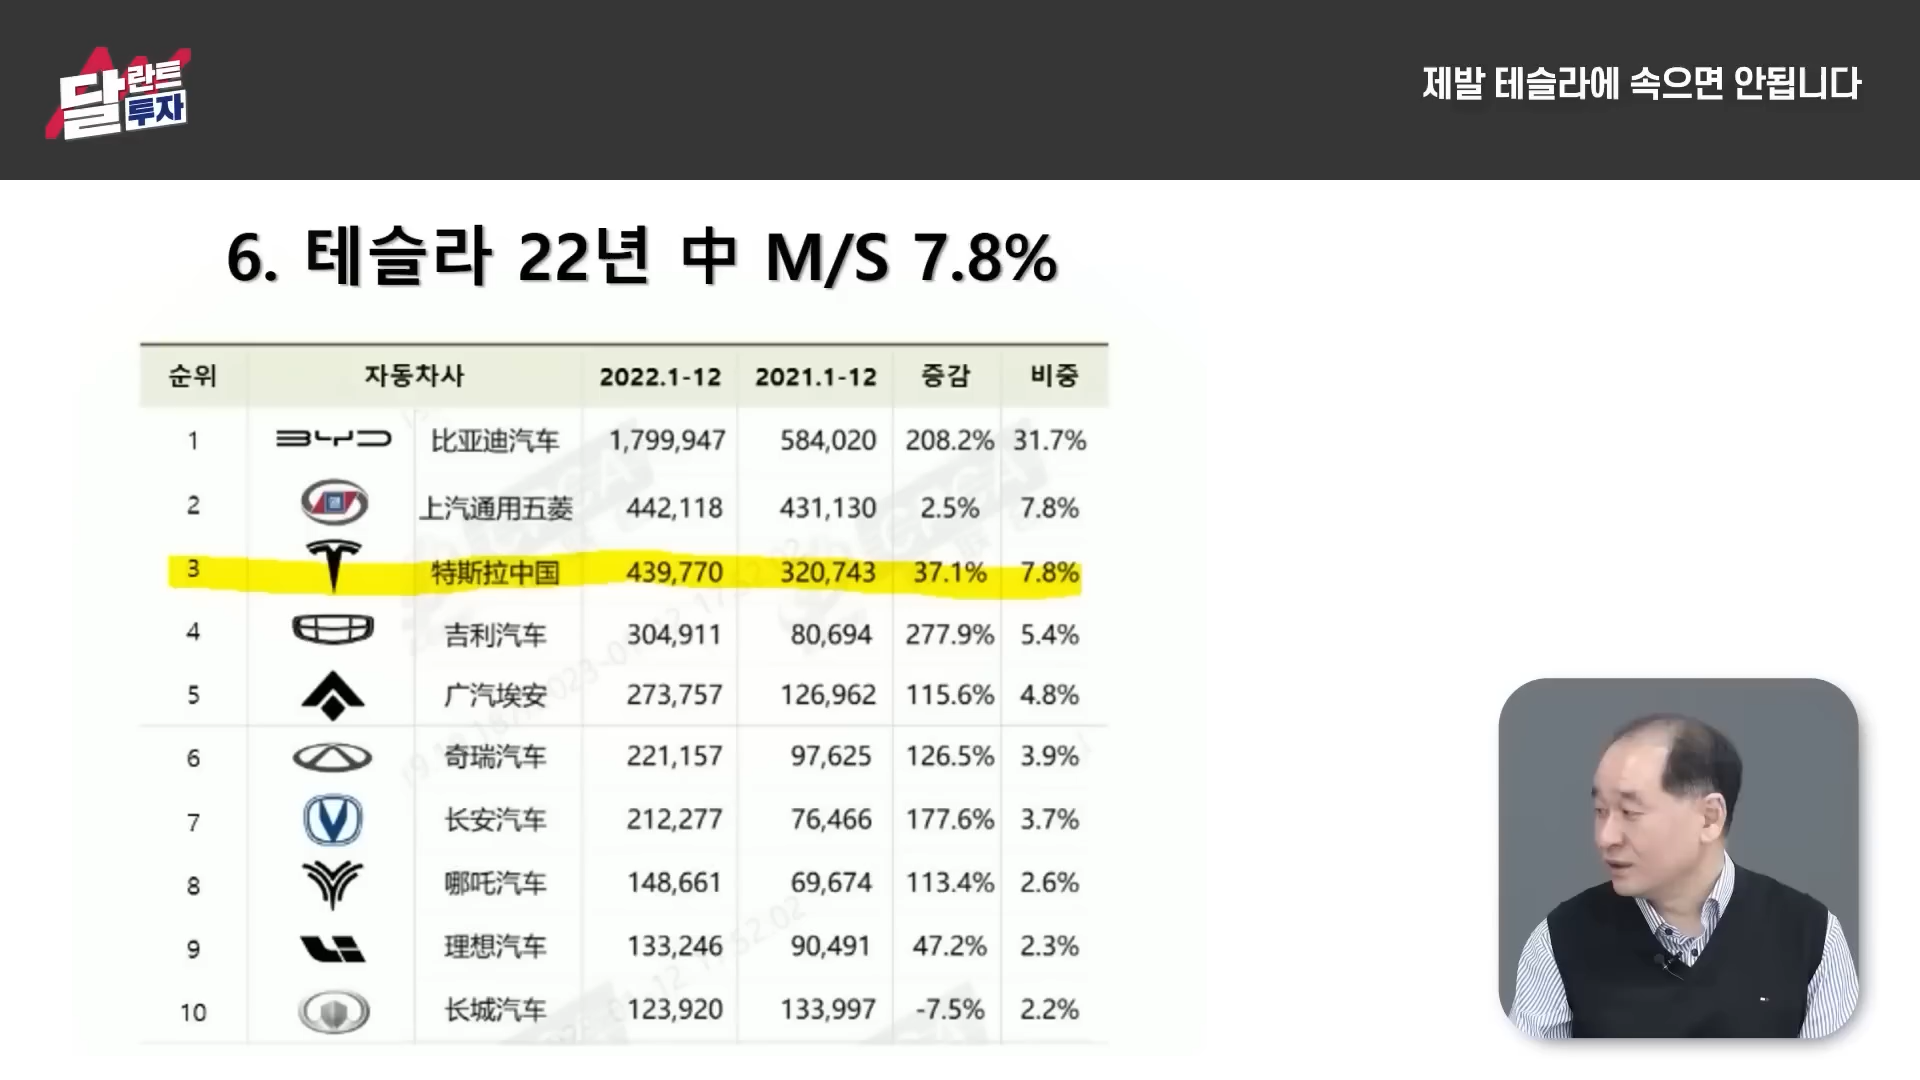 달란트투자
제발 테슬라에 속으면 안됩니다
6. 테슬라 22년 中 M/S 7.8%
순위 자동차사 2022.1-12 2021.1-12 증감 비중
1 BYD 比亚迪汽车 1,799,947 584,020 208.2% 31.7%
2 上汽通用五菱 442,118 431,130 2.5% 7.8%
3 特斯拉中国 439,770 320,743 37.1% 7.8%
4 吉利汽车 304,911 80,694 277.9% 5.4%
5 广汽埃安 273,757 126,962 115.6% 4.8%
6 奇瑞汽车 221,157 97,625 126.5% 3.9%
7 长安汽车 212,277 76,466 177.6% 3.7%
8 哪吒汽车 148,661 69,674 113.4% 2.6%
9 理想汽车 133,246 90,491 47.2% 2.3%
10 长城汽车 123,920 133,997 -7.5% 2.2%